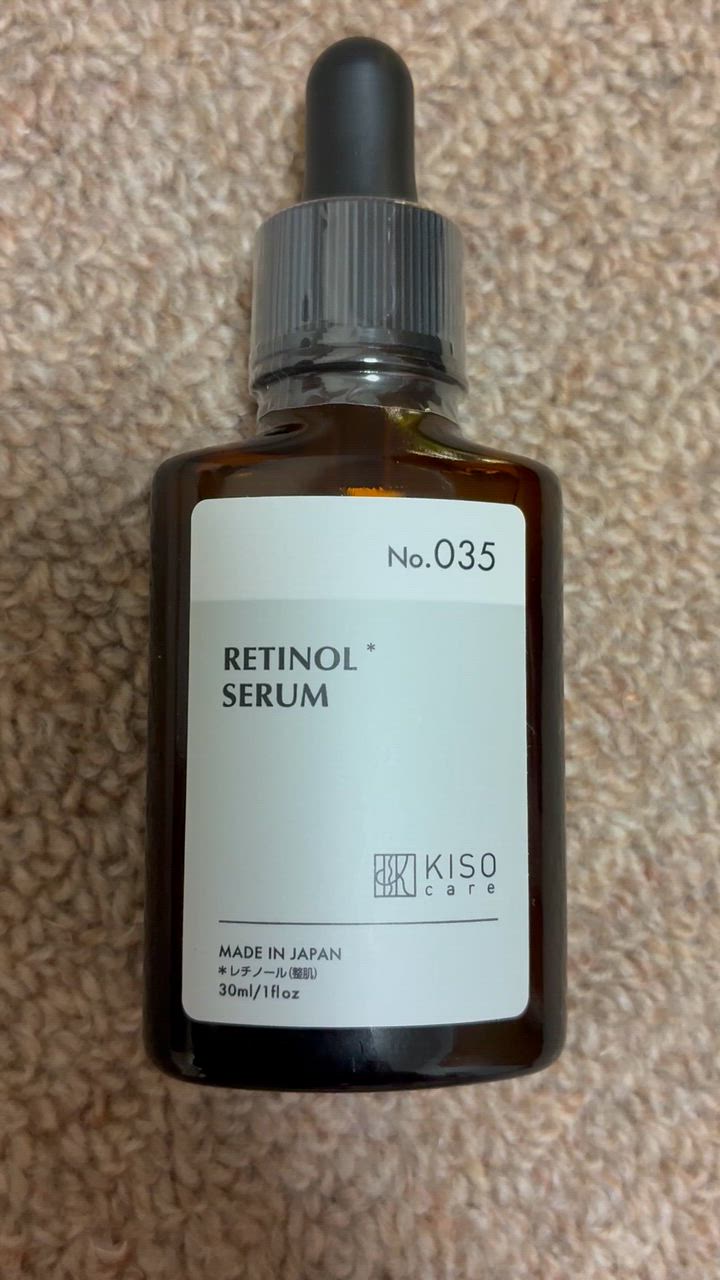 No.035
RETINOL*
SERUM
KISO
care
MADE IN JAPAN
*レチノール(整肌)
30ml/1floz